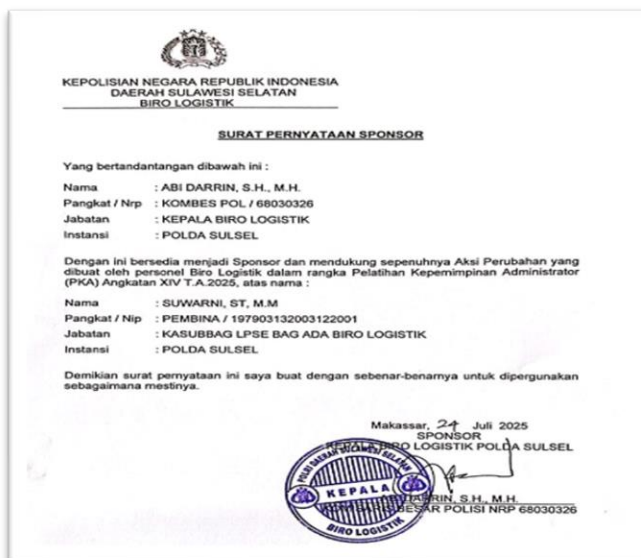 KEPOLISIAN NEGARA REPUBLIK INDONESIA
DAERAH SULAWESI SELATAN
BIRO LOGISTIK
SURAT PERNYATAAN SPONSOR
Yang bertandantangan dibawah ini :
Nama : ABI DARRIN, S.H., M.H.
Pangkat / Nrp : KOMBES POL / 68030326
Jabatan : KEPALA BIRO LOGISTIK
Instansi : POLDA SULSEL
Dengan ini bersedia menjadi Sponsor dan mendukung sepenuhnya Aksi Perubahan yang
dibuat oleh personel Biro Logistik dalam rangka Pelatihan Kepemimpinan Administrator
(PKA) Angkatan XIV T.A.2025, atas nama :
Nama : SUWARNI, ST, M.M
Pangkat / Nip : PEMBINA / 197903132003122001
Jabatan : KASUBBAG LPSE BAG ADA BIRO LOGISTIK
Instansi : POLDA SULSEL
Demikian surat pernyataan ini saya buat dengan sebenar-benarnya untuk dipergunakan
sebagaimana mestinya.
Makassar, 24 Juli 2025
SPONSOR
KEPALA BIRO LOGISTIK POLDA SULSEL
POLRI DAERAH SULAWESI SELATAN
KEPALA
BIRO LOGISTIK
ABI DARRIN, S.H., M.H.
BESAR POLISI NRP 68030326